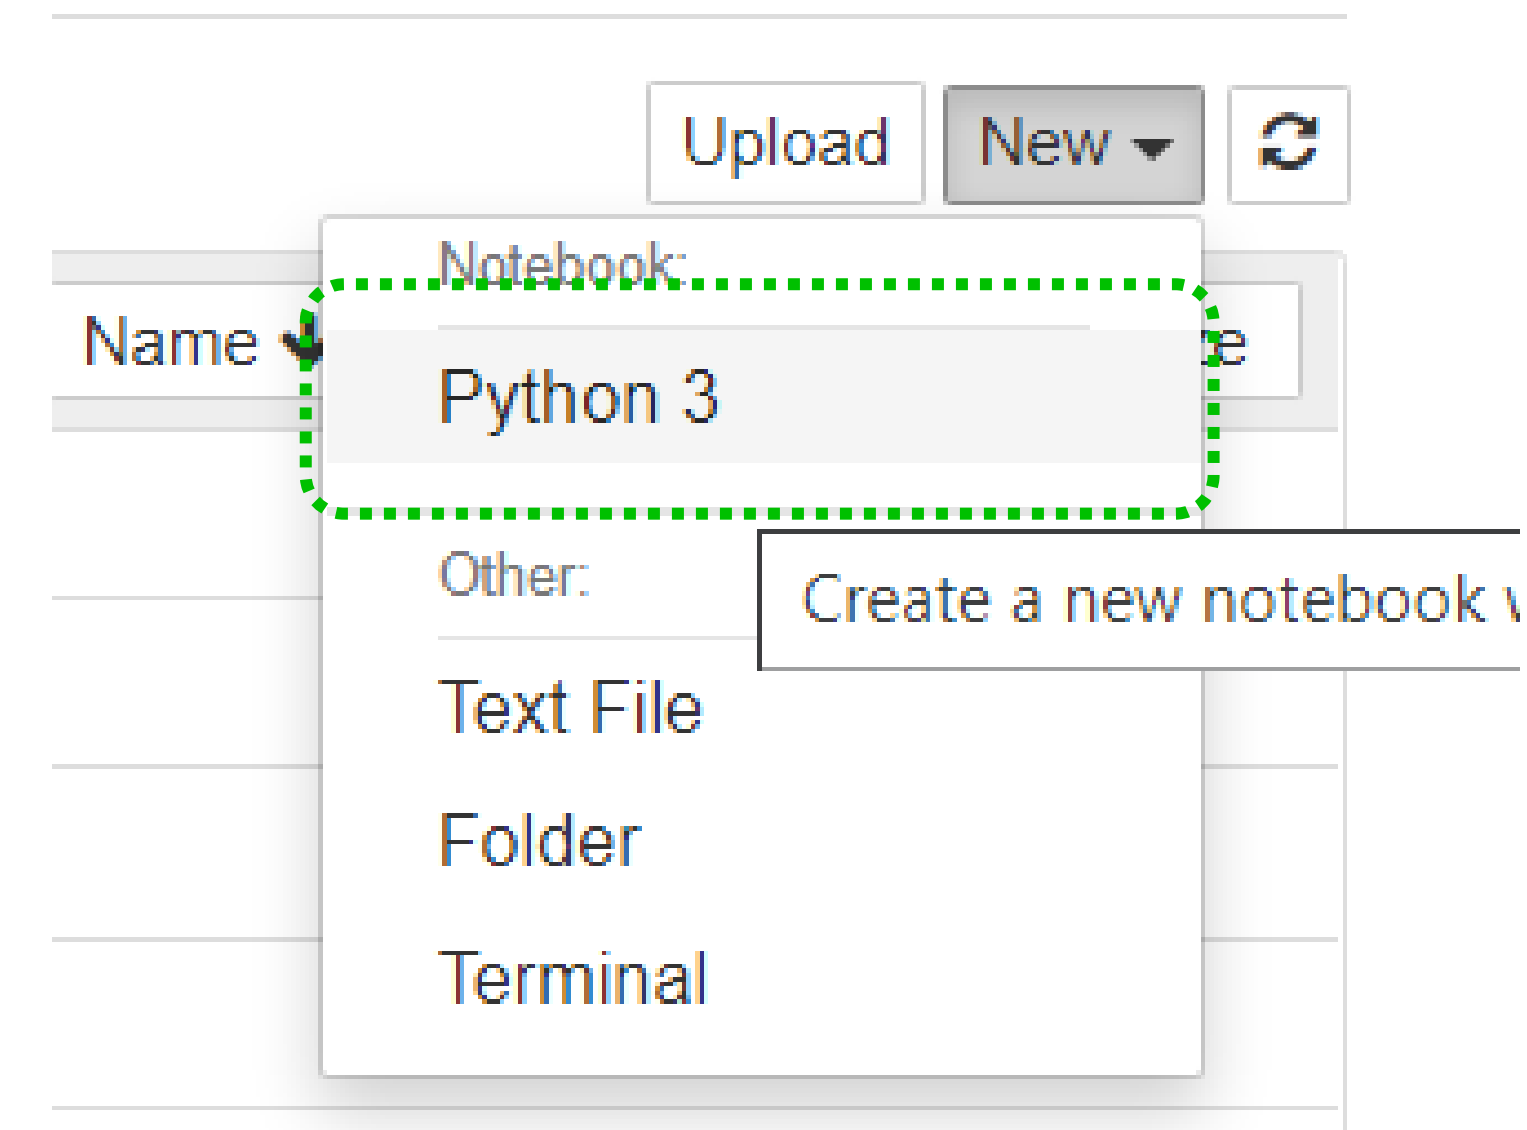 Upload New
Notebook:
Name
Python 3
Other:
Create a new notebook
Text File
Folder
Terminal